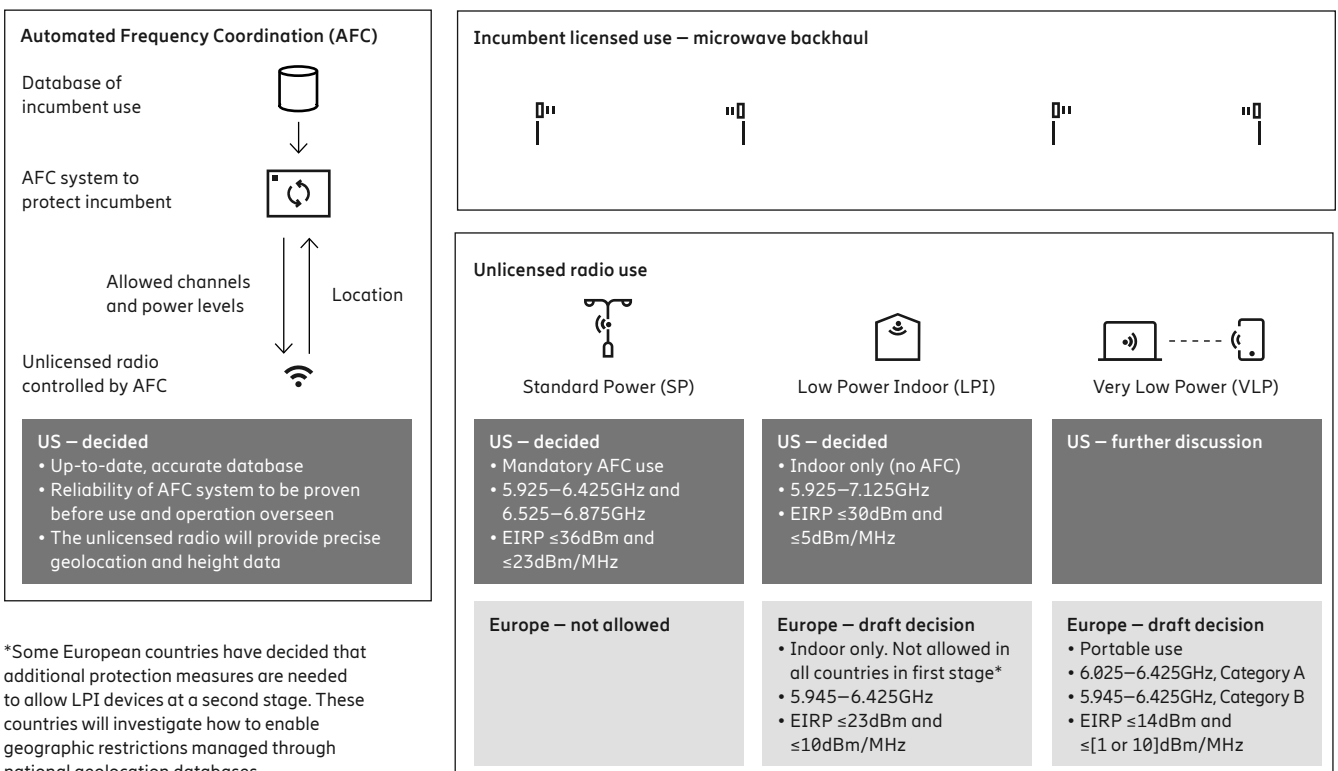 Automated Frequency Coordination (AFC)
Database of
incumbent use
AFC system to
protect incumbent
Allowed channels
and power levels
Location
Unlicensed radio
controlled by AFC
US – decided
• Up-to-date, accurate database
• Reliability of AFC system to be proven
before use and operation overseen
• The unlicensed radio will provide precise
geolocation and height data
*Some European countries have decided that
additional protection measures are needed
to allow LPI devices at a second stage. These
countries will investigate how to enable
geographic restrictions managed through
national geolocation databases
Incumbent licensed use – microwave backhaul
Unlicensed radio use
Standard Power (SP)
Low Power Indoor (LPI)
Very Low Power (VLP)
US – decided
• Mandatory AFC use
• 5.925–6.425GHz and
6.525–6.875GHz
• EIRP ≤36dBm and
≤23dBm/MHz
US – decided
• Indoor only (no AFC)
• 5.925–7.125GHz
• EIRP ≤30dBm and
≤5dBm/MHz
US – further discussion
Europe – not allowed
Europe – draft decision
• Indoor only. Not allowed in
all countries in first stage*
• 5.945–6.425GHz
• EIRP ≤23dBm and
≤10dBm/MHz
Europe – draft decision
• Portable use
• 6.025–6.425GHz, Category A
• 5.945–6.425GHz, Category B
• EIRP ≤14dBm and
≤[1 or 10]dBm/MHz